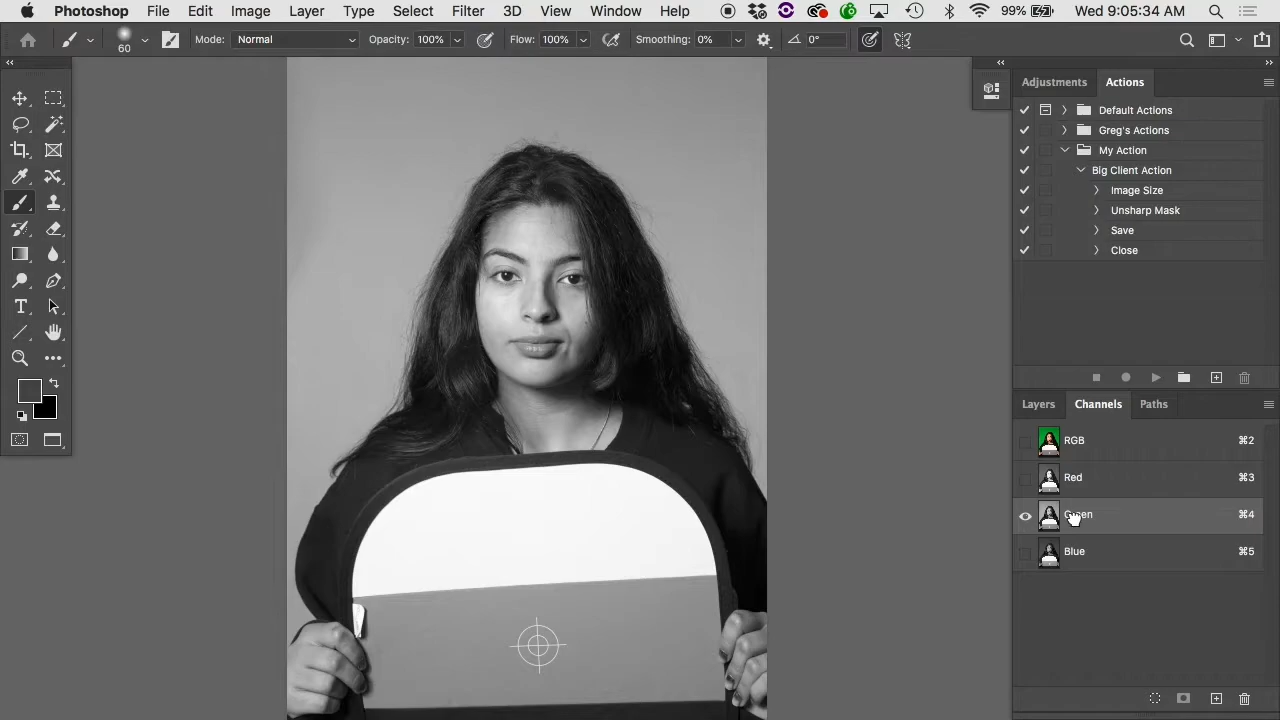 Photoshop File Edit Image Layer Type Select Filter 3D View Window Help 99% Wed 9:05:34 AM
60 Mode: Normal Opacity: 100% Flow: 100% Smoothing: 0% 0°
Adjustments Actions
Default Actions
Greg's Actions
My Action
Big Client Action
Image Size
Unsharp Mask
Save
Close
Layers Channels Paths
RGB ⌘2
Red ⌘3
Green ⌘4
Blue ⌘5